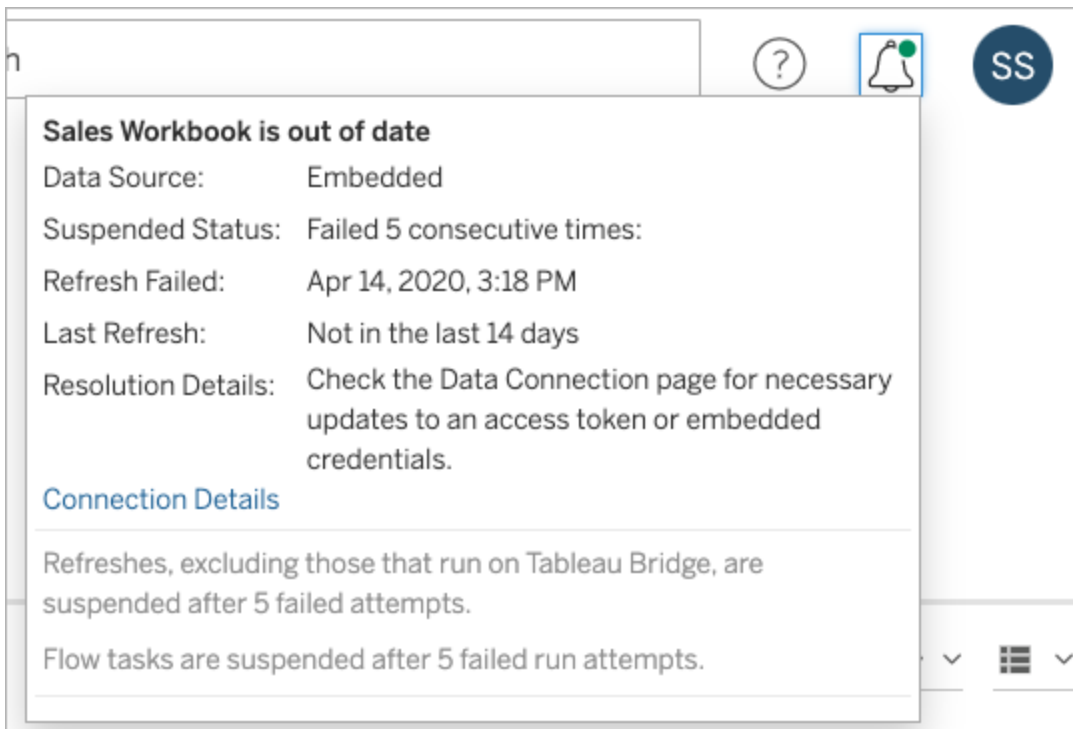 h
?
SS
Sales Workbook is out of date
Data Source: Embedded
Suspended Status: Failed 5 consecutive times:
Refresh Failed: Apr 14, 2020, 3:18 PM
Last Refresh: Not in the last 14 days
Resolution Details: Check the Data Connection page for necessary
updates to an access token or embedded
credentials.
Connection Details
Refreshes, excluding those that run on Tableau Bridge, are
suspended after 5 failed attempts.
Flow tasks are suspended after 5 failed run attempts.